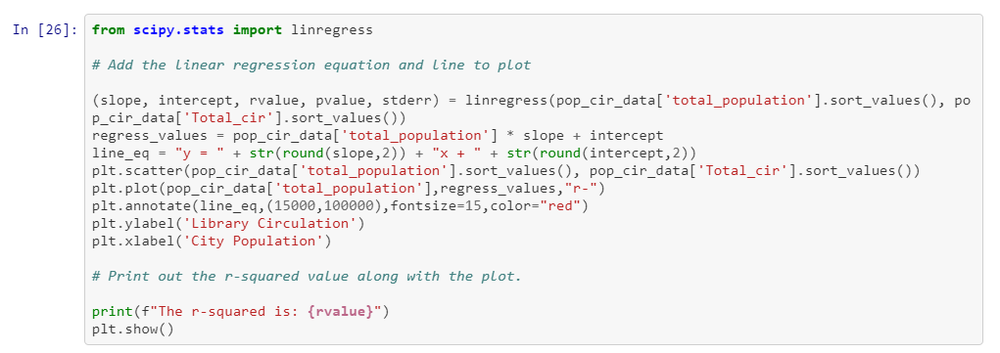 In [26]: from scipy.stats import linregress
# Add the linear regression equation and line to plot
(slope, intercept, rvalue, pvalue, stderr) = linregress(pop_cir_data['total_population'].sort_values(), po
p_cir_data['Total_cir'].sort_values())
regress_values = pop_cir_data['total_population'] * slope + intercept
line_eq = "y = " + str(round(slope,2)) + "x + " + str(round(intercept,2))
plt.scatter(pop_cir_data['total_population'].sort_values(), pop_cir_data['Total_cir'].sort_values())
plt.plot(pop_cir_data['total_population'],regress_values,"r-")
plt.annotate(line_eq,(15000,100000),fontsize=15,color="red")
plt.ylabel('Library Circulation')
plt.xlabel('City Population')
# Print out the r-squared value along with the plot.
print(f"The r-squared is: {rvalue}")
plt.show()